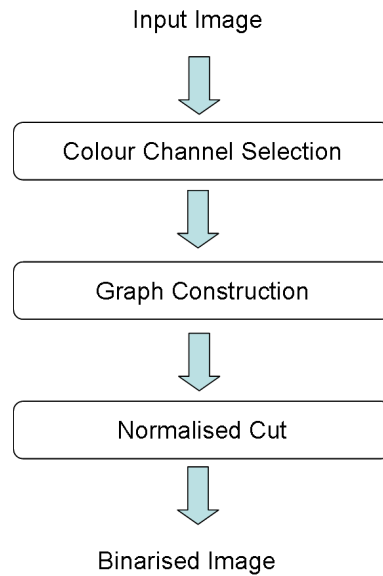 Input Image
Colour Channel Selection
Graph Construction
Normalised Cut
Binarised Image